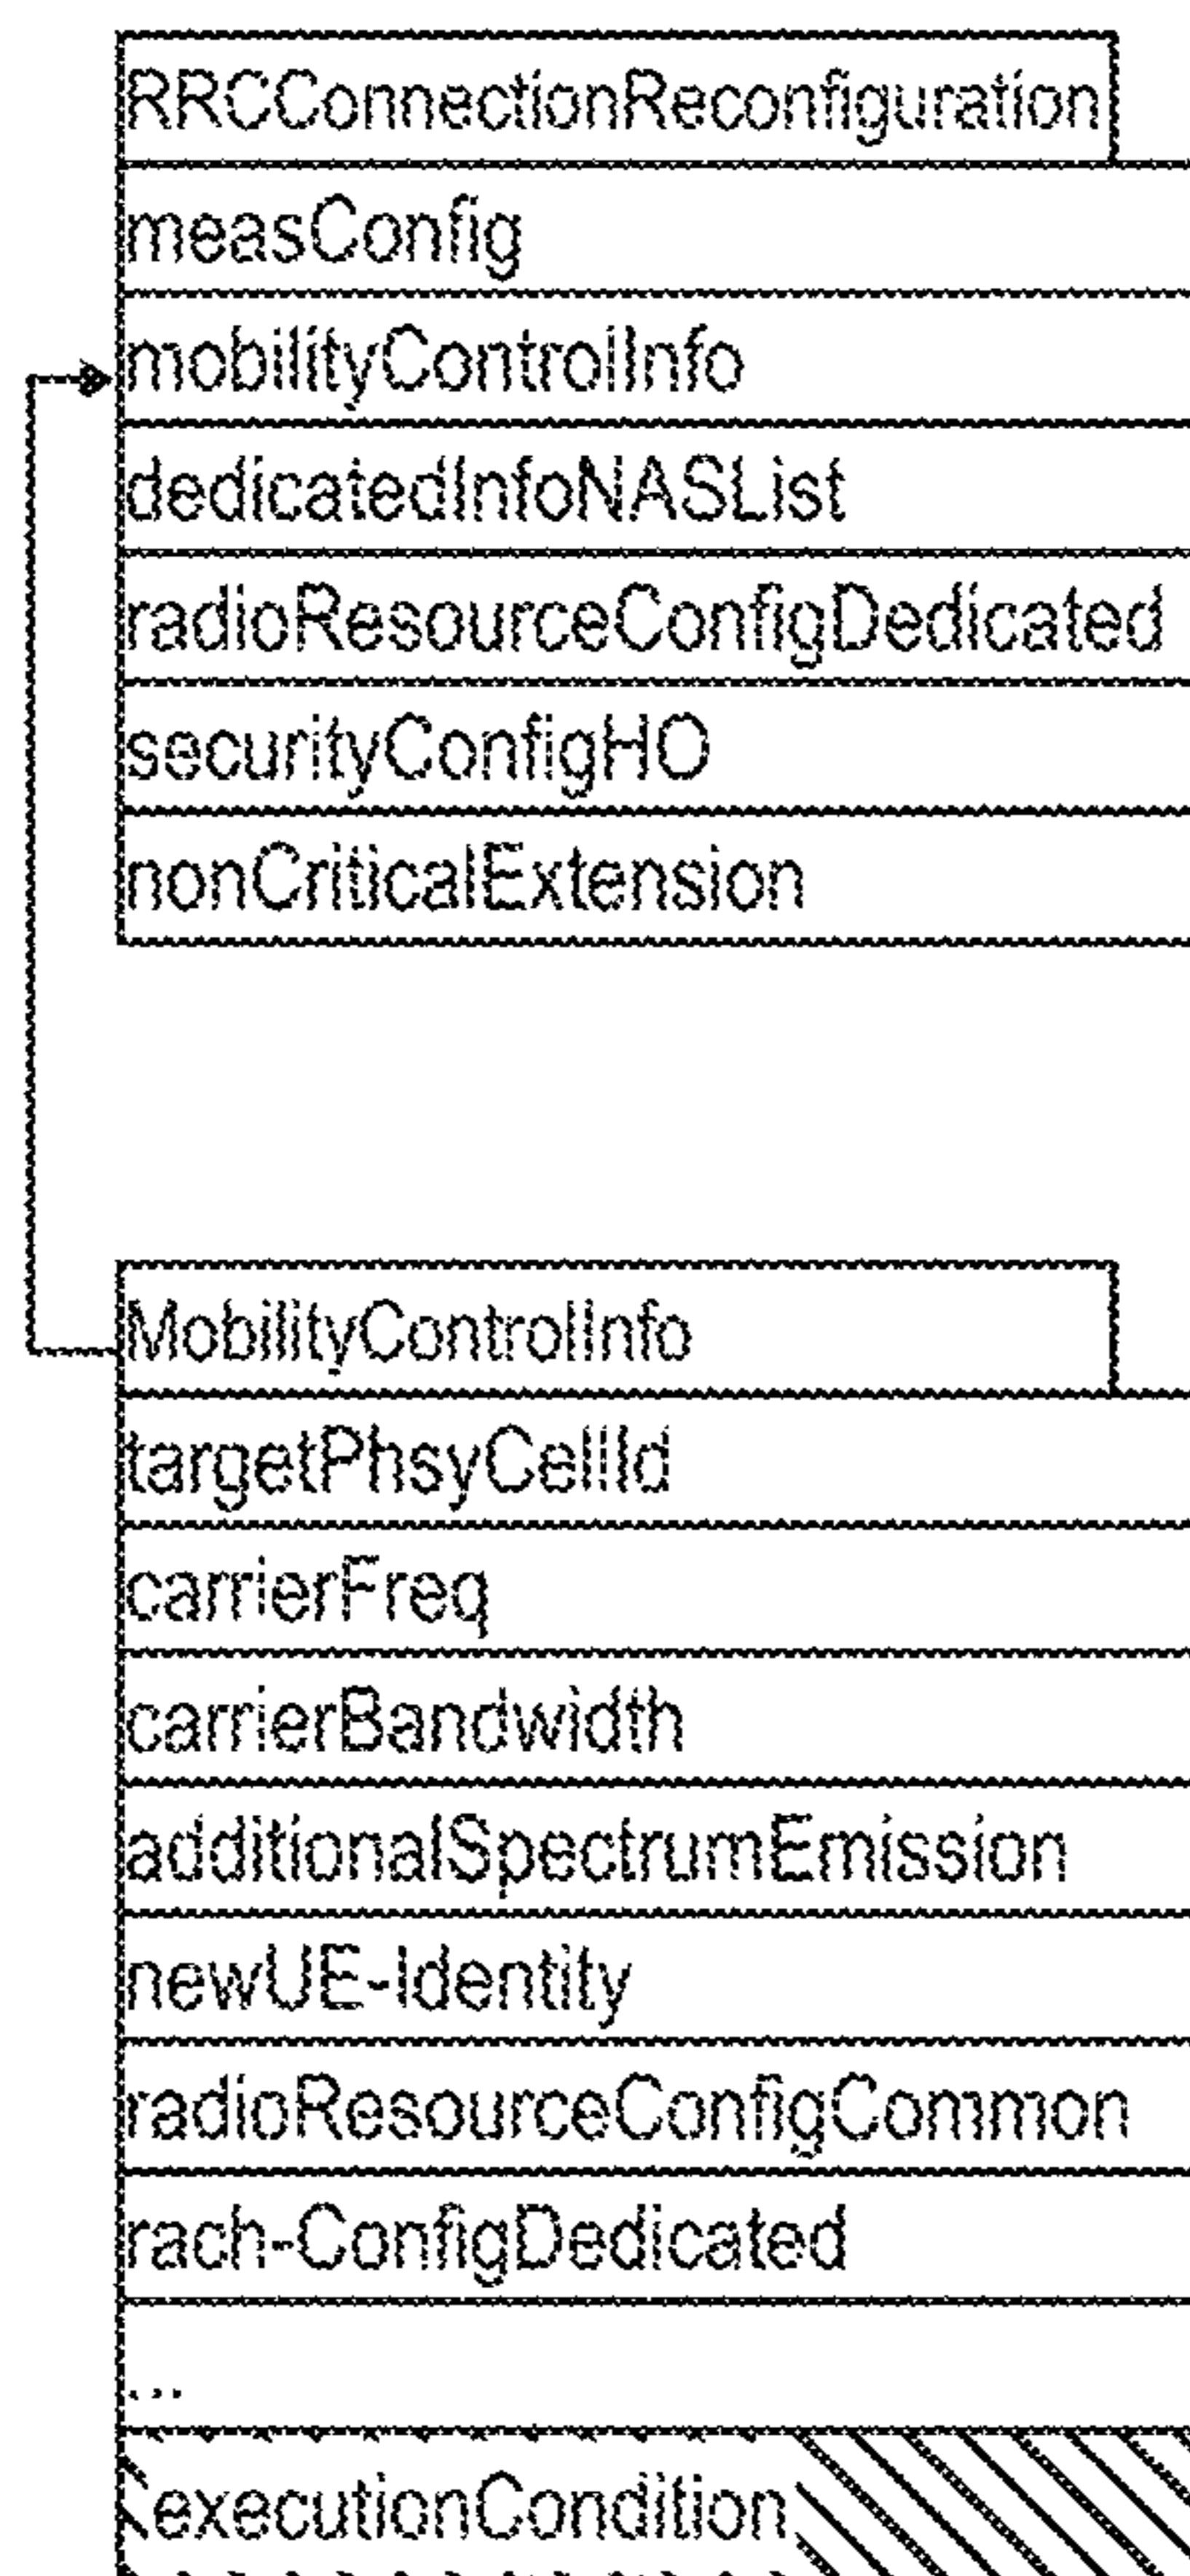 RRCConnectionReconfiguration
measConfig
mobilityControlInfo
dedicatedInfoNASList
radioResourceConfigDedicated
securityConfigHO
nonCriticalExtension
MobilityControlInfo
targetPhsyCellId
carrierFreq
carrierBandwidth
additionalSpectrumEmission
newUE-Identity
radioResourceConfigCommon
rach-ConfigDedicated
...
executionCondition